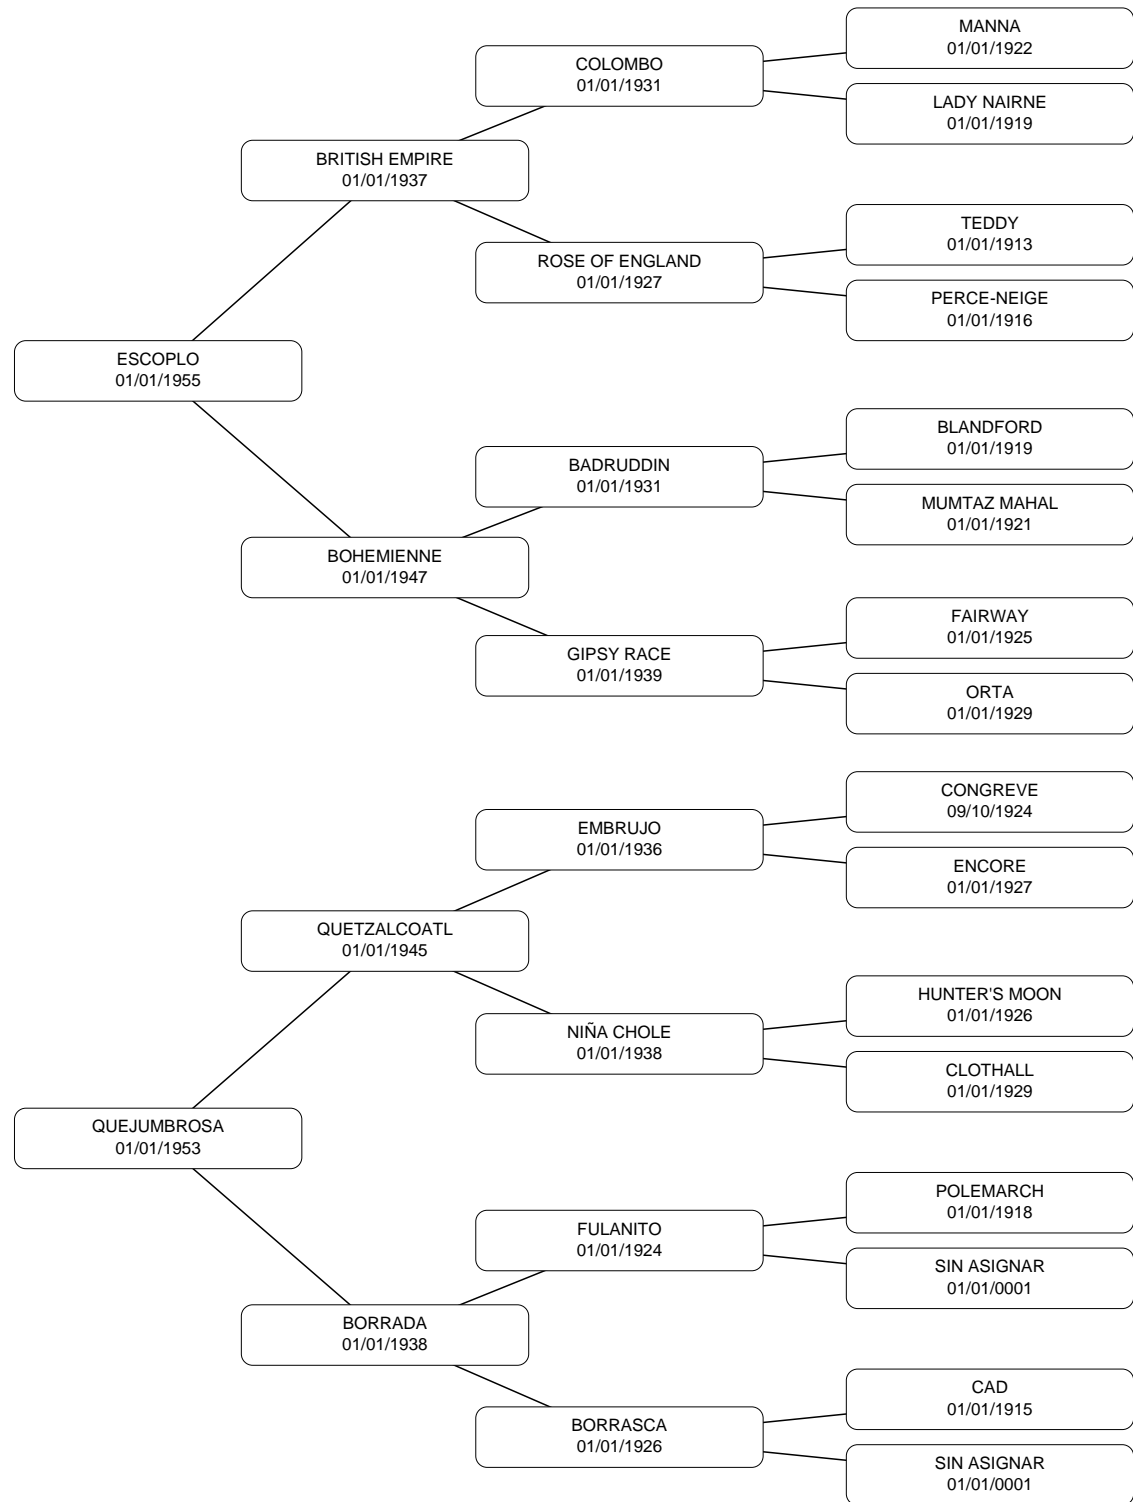 MANNA
01/01/1922
COLOMBO
01/01/1931
LADY NAIRNE
01/01/1919
BRITISH EMPIRE
01/01/1937
TEDDY
01/01/1913
ROSE OF ENGLAND
01/01/1927
PERCE-NEIGE
01/01/1916
ESCOPLO
01/01/1955
BLANDFORD
01/01/1919
BADRUDDIN
01/01/1931
MUMTAZ MAHAL
01/01/1921
BOHEMIENNE
01/01/1947
FAIRWAY
01/01/1925
GIPSY RACE
01/01/1939
ORTA
01/01/1929
CONGREVE
09/10/1924
EMBRUJO
01/01/1936
ENCORE
01/01/1927
QUETZALCOATL
01/01/1945
HUNTER'S MOON
01/01/1926
NIÑA CHOLE
01/01/1938
CLOTHALL
01/01/1929
QUEJUMBROSA
01/01/1953
POLEMARCH
01/01/1918
FULANITO
01/01/1924
SIN ASIGNAR
01/01/0001
BORRADA
01/01/1938
CAD
01/01/1915
BORRASCA
01/01/1926
SIN ASIGNAR
01/01/0001